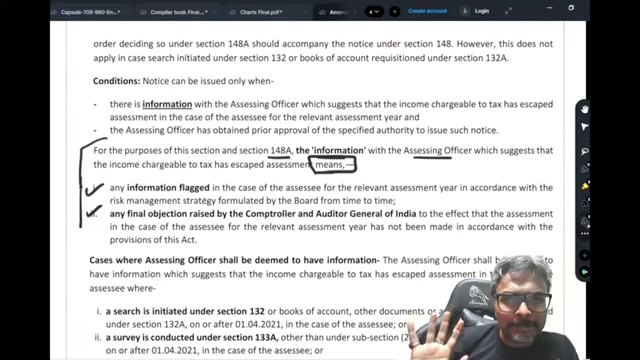 Capsule-708-960-En
Complier book Final...
Charts Final.pdf*
4
Create account
Login
order deciding so under section 148A should accompany the notice under section 148. However, this does not
apply in case search initiated under section 132 or books of account requisitioned under section 132A.
Conditions: Notice can be issued only when-
- there is information with the Assessing Officer which suggests that the income chargeable to tax has escaped
assessment in the case of the assessee for the relevant assessment year and
- the Assessing Officer has obtained prior approval of the specified authority to issue such notice.
For the purposes of this section and section 148A, the 'information' with the Assessing Officer which suggests that
the income chargeable to tax has escaped assessment means,—
any information flagged in the case of the assessee for the relevant assessment year in accordance with the
risk management strategy formulated by the Board from time to time;
any final objection raised by the Comptroller and Auditor General of India to the effect that the assessment
in the case of the assessee for the relevant assessment year has not been made in accordance with the
provisions of this Act.
Cases where Assessing Officer shall be deemed to have information- The Assessing Officer shall be
to have information which suggests that the income chargeable to tax has escaped assessment in t
assessee where-
i. a search is initiated under section 132 or books of account, other documents or a
under section 132A, on or after 01.04.2021, in the case of the assessee; or
ii. a survey is conducted under section 133A, other than under sub-section (2
01.04.2021, in the case of the assessee; or